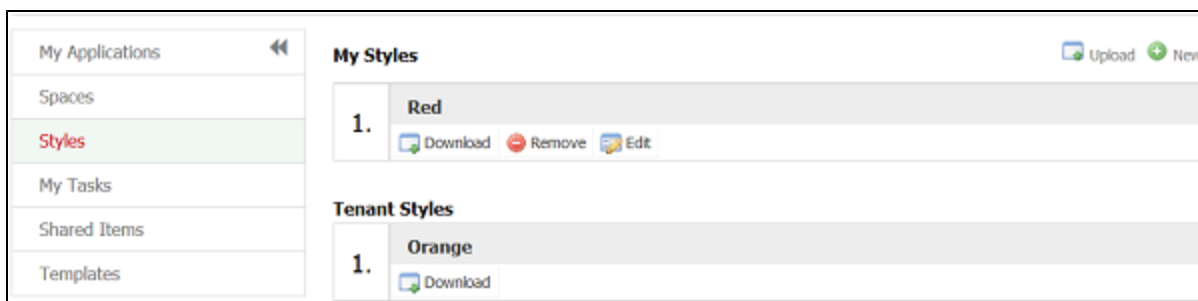 My Applications
Spaces
Styles
My Tasks
Shared Items
Templates
My Styles
Upload New
1. Red
Download Remove Edit
Tenant Styles
1. Orange
Download